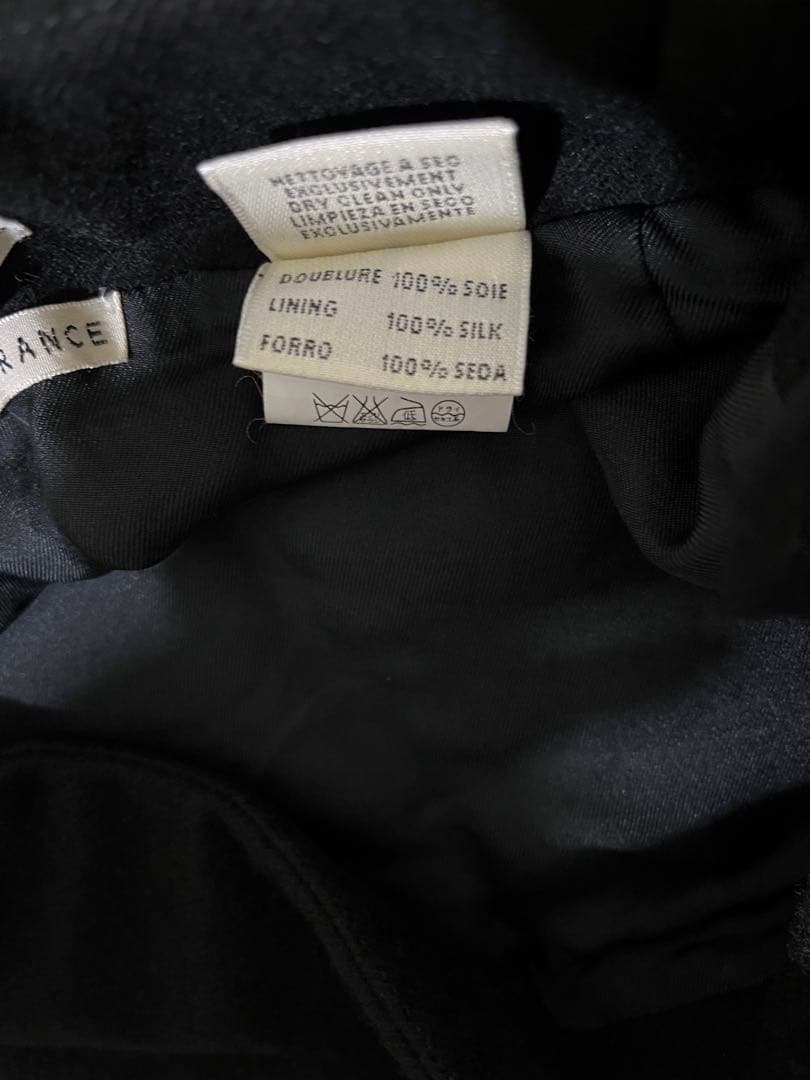 NETTOYAGE A SEC
EXCLUSIVEMENT
DRY CLEAN ONLY
LIMPIEZA EN SECO
EXCLUSIVAMENTE
DOUBLURE 100% SOIE
LINING 100% SILK
FORRO 100% SEDA
RANCE